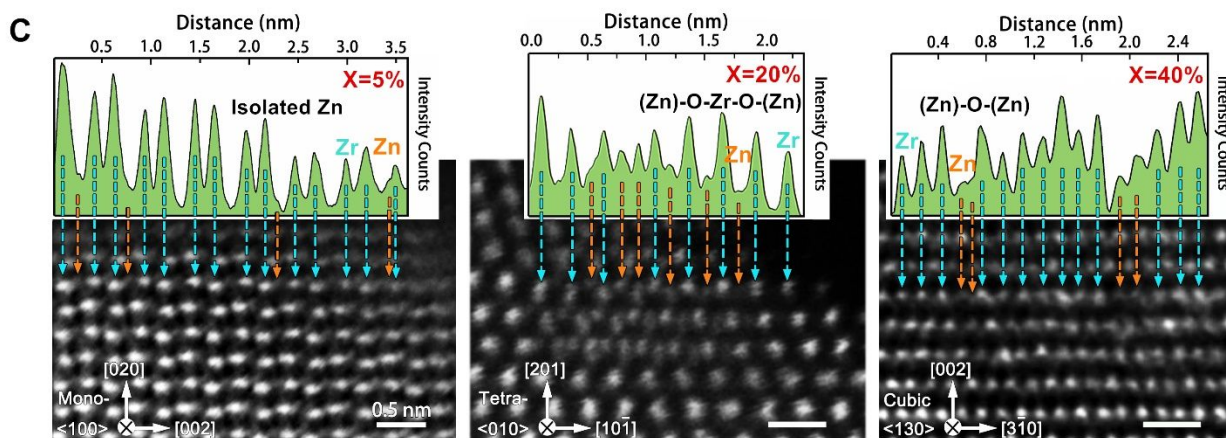 C
Distance (nm)
0.5 1.0 1.5 2.0 2.5 3.0 3.5
X=5%
Isolated Zn
Zr
Zn
Intensity Counts
Mono-
[020]
<100>
[002]
0.5 nm
Distance (nm)
0.0 0.5 1.0 1.5 2.0
X=20%
(Zn)-O-Zr-O-(Zn)
Zn
Zr
Intensity Counts
Tetra-
[201]
<010>
[101̅]
Distance (nm)
0.4 0.8 1.2 1.6 2.0 2.4
X=40%
(Zn)-O-(Zn)
Zr
Zn
Intensity Counts
Cubic
[002]
<130>
[31̅0]